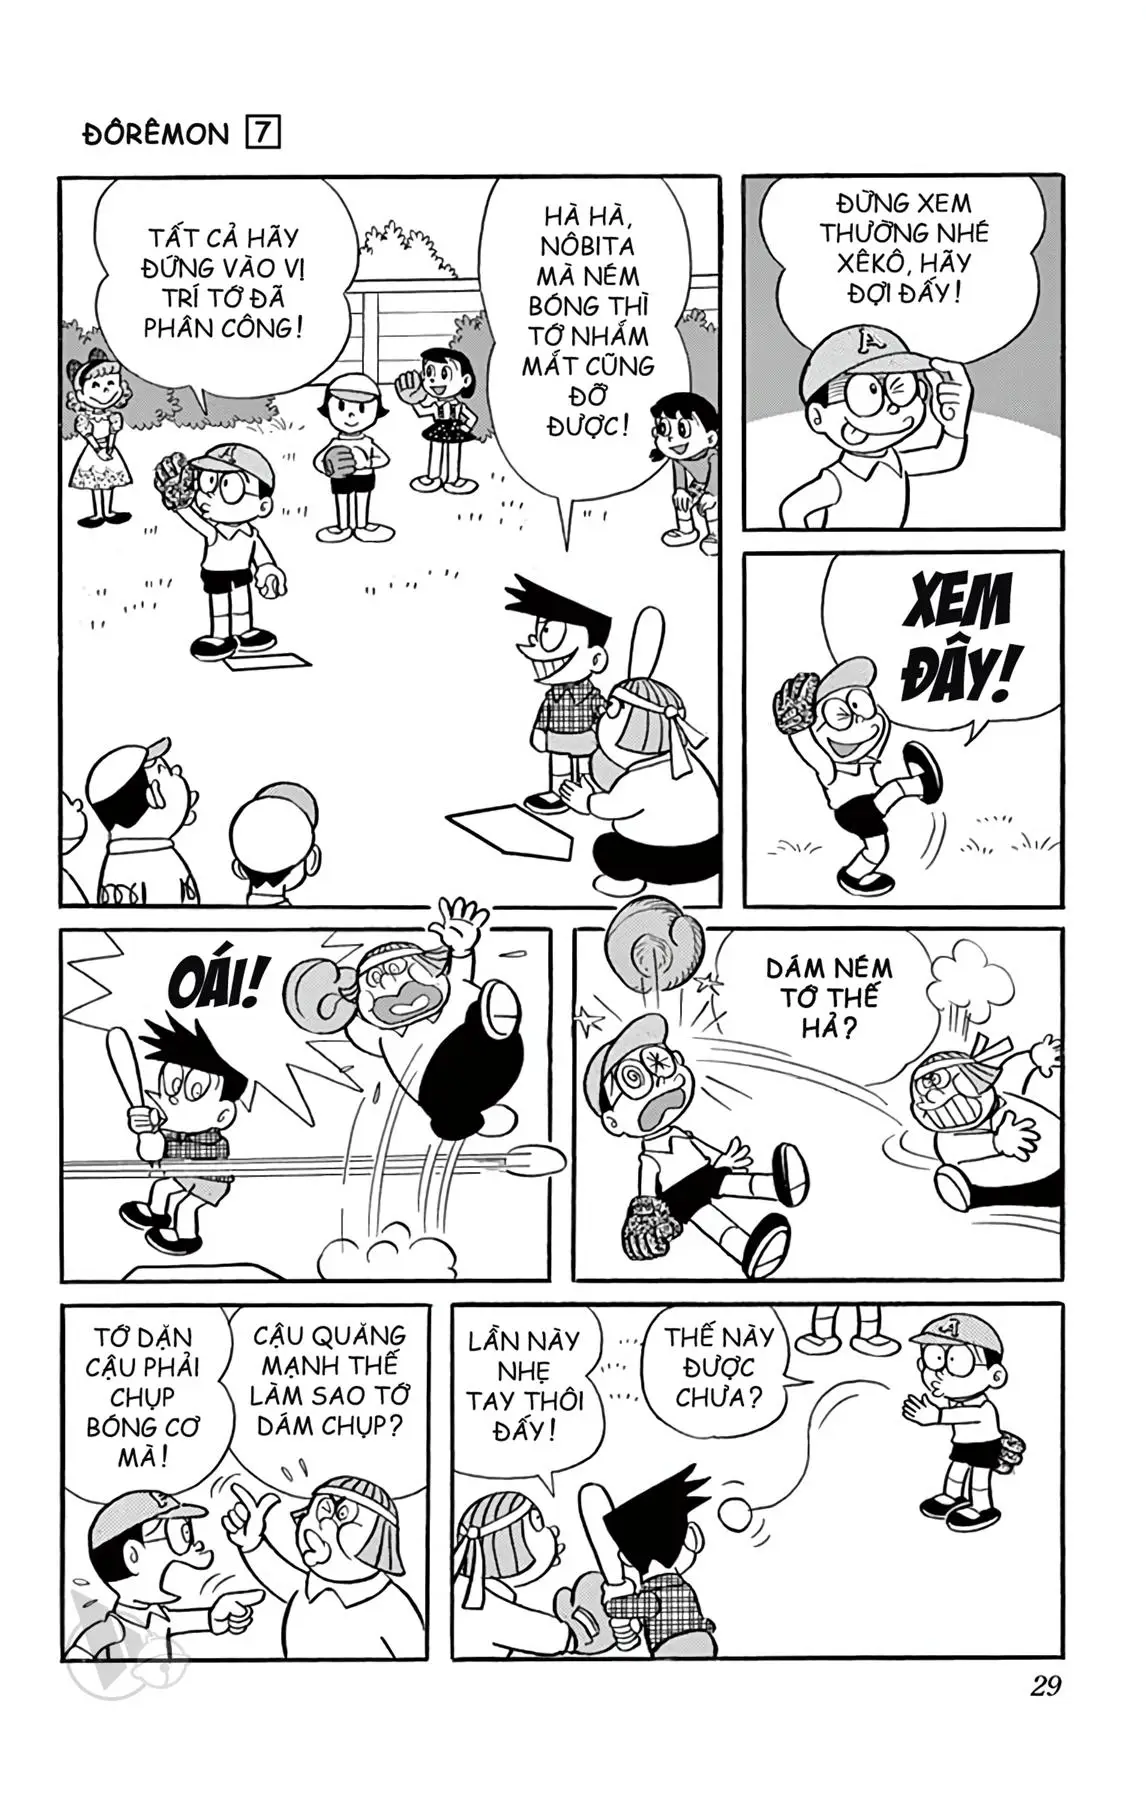 ĐÔRÊMON 7
TẤT CẢ HÃY
ĐỨNG VÀO VỊ
TRÍ TỚ ĐÃ
PHÂN CÔNG!
HÀ HÀ,
NÔBITA
MÀ NÉM
BÓNG THÌ
TỚ NHẮM
MẮT CŨNG
ĐỠ
ĐƯỢC!
ĐỪNG XEM
THƯỜNG NHÉ
XÊKÔ, HÃY
ĐỢI ĐẤY!
A
XEM
ĐÂY!
OÁI!
DÁM NÉM
TỚ THẾ
HẢ?
TỚ DẶN
CẬU PHẢI
CHỤP
BÓNG CƠ
MÀ!
CẬU QUĂNG
MẠNH THẾ
LÀM SAO TỚ
DÁM CHỤP?
LẦN NÀY
NHẸ
TAY THÔI
ĐẤY!
THẾ NÀY
ĐƯỢC
CHƯA?
A
29